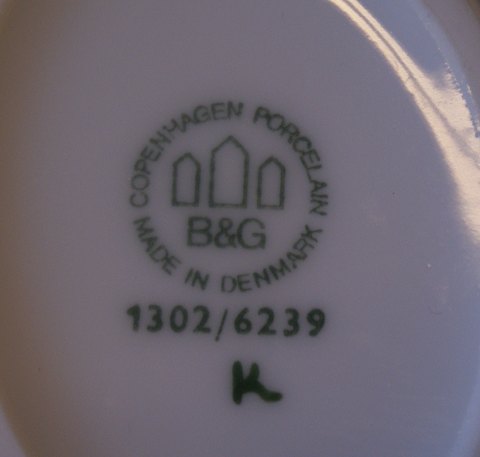 COPENHAGEN PORCELAIN
B&G
MADE IN DENMARK
1302/6239
K